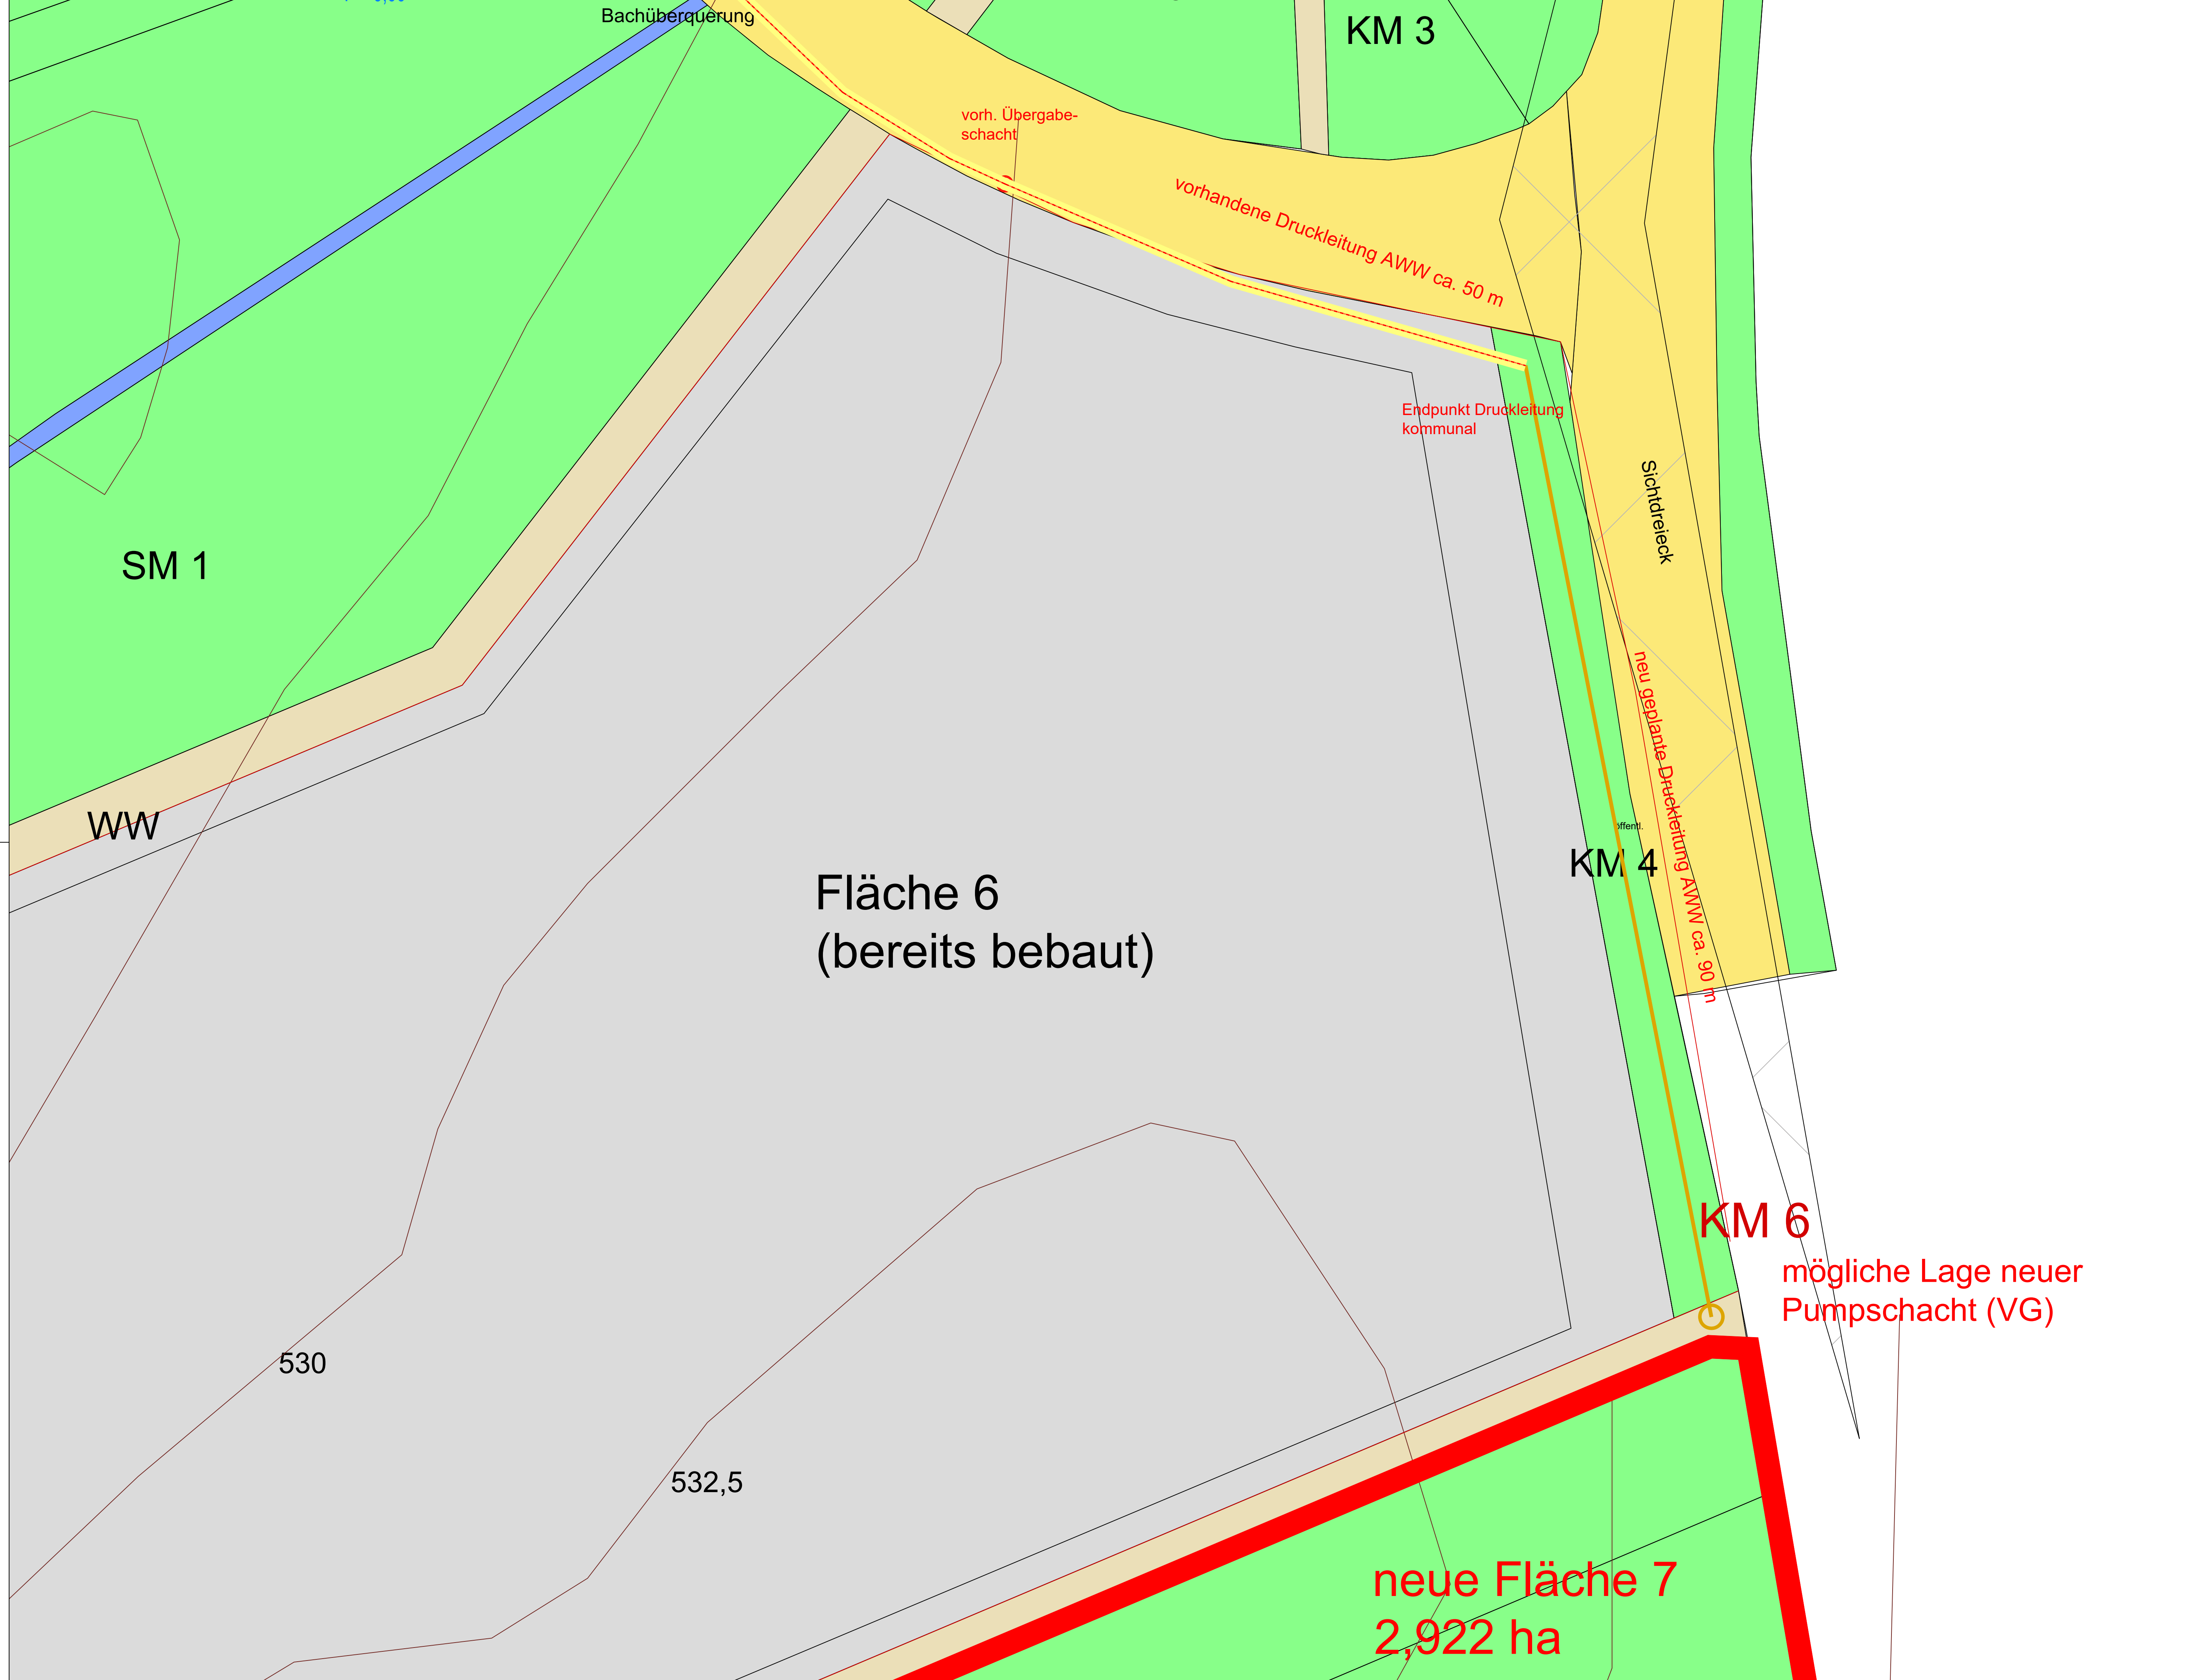 Bachüberquerung
KM 3
vorh. Übergabe-
schacht
vorhandene Druckleitung AWW ca. 50 m
Endpunkt Druckleitung
kommunal
Sichtdreieck
SM 1
neu geplante Druckleitung AWW ca. 90 m
WW
öffentl.
KM 4
Fläche 6
(bereits bebaut)
KM 6
mögliche Lage neuer
Pumpschacht (VG)
530
532,5
neue Fläche 7
2,922 ha